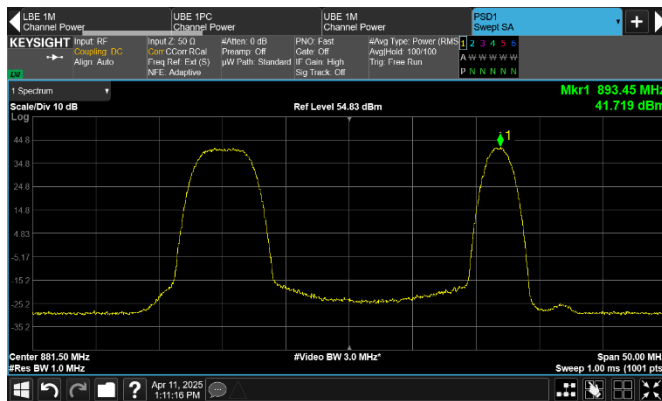 LBE 1M
Channel Power
UBE 1PC
Channel Power
UBE 1M
Channel Power
PSD1
Swept SA
KEYSIGHT
Input: RF
Coupling: DC
Align: Auto
Input Z: 50 Ω
Corr CCorr RCal
Freq Ref: Ext (S)
NFE: Adaptive
#Atten: 0 dB
Preamp: Off
µW Path: Standard
PNO: Fast
Gate: Off
IF Gain: High
Sig Track: Off
#Avg Type: Power (RMS
Avg|Hold: 100/100
Trig: Free Run
1 2 3 4 5 6
A W W W W W
P N N N N N
1 Spectrum
Mkr1 893.45 MHz
Scale/Div 10 dB
Ref Level 54.83 dBm
41.719 dBm
Log
1
44.8
34.8
24.8
14.8
4.83
-5.17
-15.2
-25.2
-35.2
Center 881.50 MHz
#Video BW 3.0 MHz*
Span 50.00 MH
#Res BW 1.0 MHz
Sweep 1.00 ms (1001 pts
?
Apr 11, 2025
1:11:16 PM